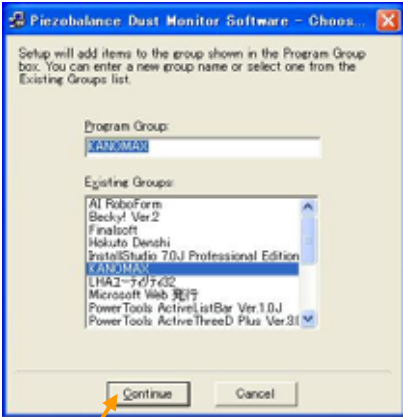 Piezobalance Dust Monitor Software - Choos...
Setup will add items to the group shown in the Program Group
box. You can enter a new group name or select one from the
Existing Groups list.
Program Group:
KANOMAX
Existing Groups:
AI RoboForm
Becky! Ver.2
Finalsoft
Hokuto Denshi
InstallStudio 7.0J Professional Edition
KANOMAX
LHAユーティリティ32
Microsoft Web 発行
PowerTools ActiveListBar Ver.1.0J
PowerTools ActiveThreeD Plus Ver.3.(
Continue
Cancel